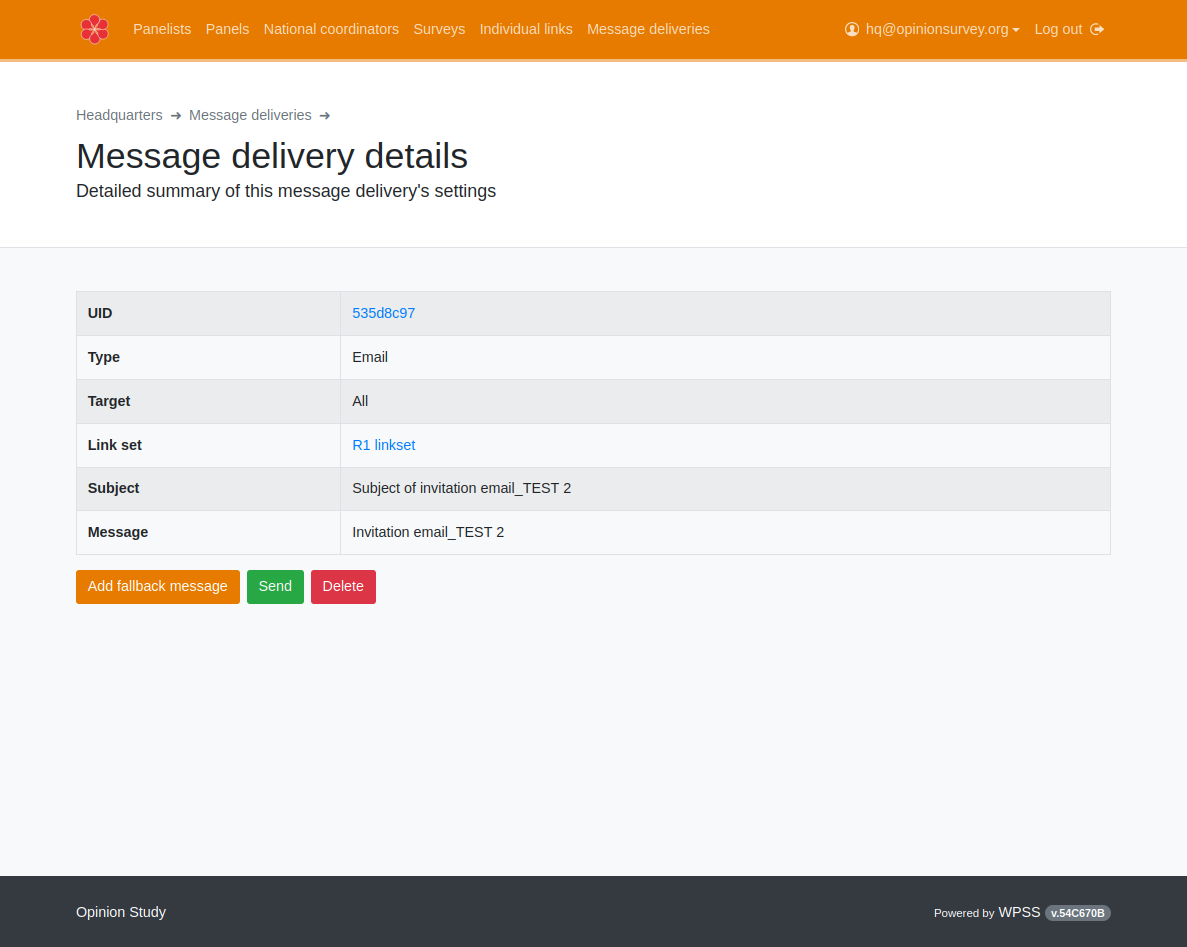 Panelists Panels National coordinators Surveys Individual links Message deliveries hq@opinionsurvey.org Log out
Headquarters ➜ Message deliveries ➜
Message delivery details
Detailed summary of this message delivery's settings
UID 535d8c97
Type Email
Target All
Link set R1 linkset
Subject Subject of invitation email_TEST 2
Message Invitation email_TEST 2
Add fallback message Send Delete
Opinion Study Powered by WPSS v.54C670B